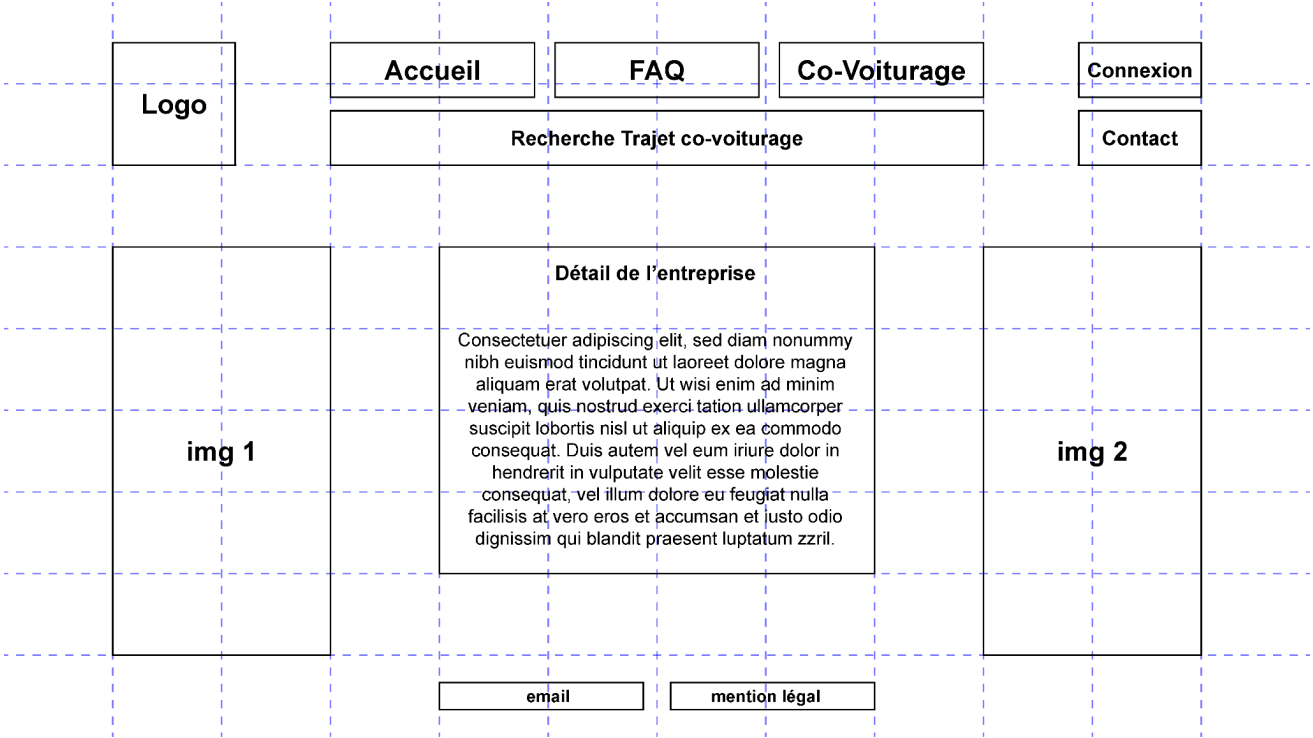 Logo
Accueil
FAQ
Co-Voiturage
Connexion
Recherche Trajet co-voiturage
Contact
img 1
Détail de l’entreprise
Consectetuer adipiscing elit, sed diam nonummy
nibh euismod tincidunt ut laoreet dolore magna
aliquam erat volutpat. Ut wisi enim ad minim
veniam, quis nostrud exerci tation ullamcorper
suscipit lobortis nisl ut aliquip ex ea commodo
consequat. Duis autem vel eum iriure dolor in
hendrerit in vulputate velit esse molestie
consequat, vel illum dolore eu feugiat nulla
facilisis at vero eros et accumsan et iusto odio
dignissim qui blandit praesent luptatum zzril.
img 2
email
mention légal